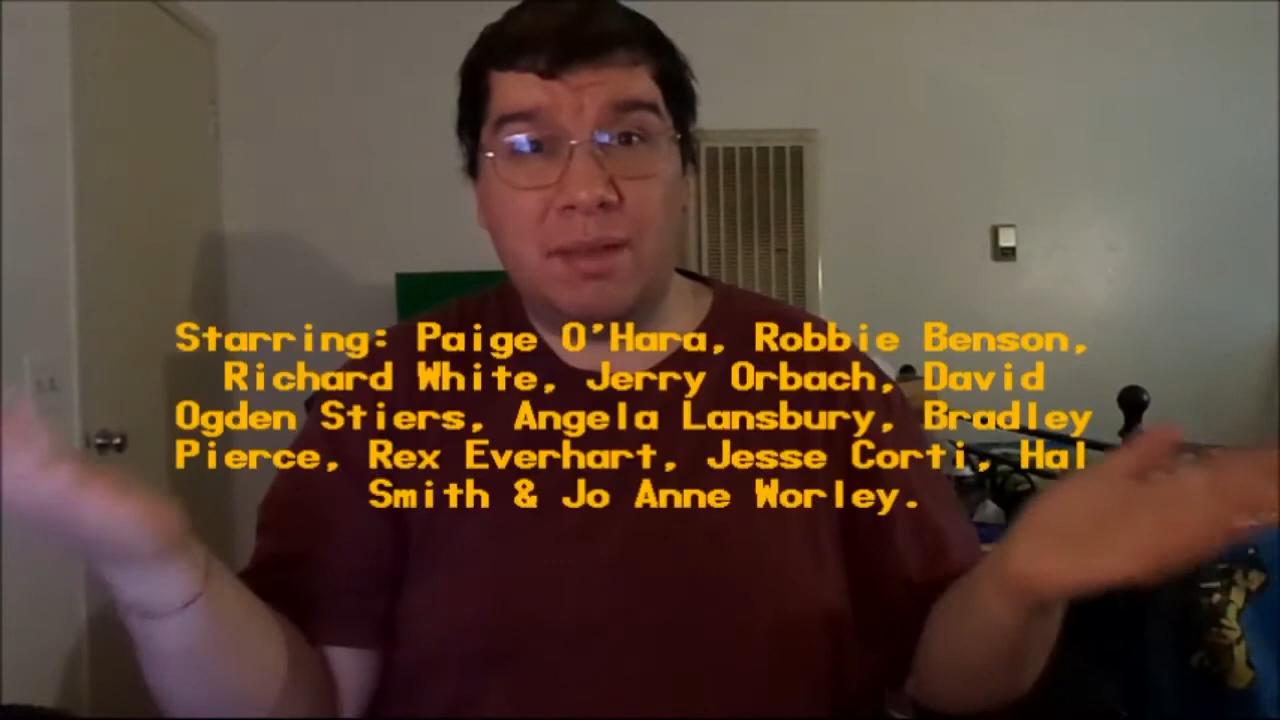 Starring: Paige O'Hara, Robbie Benson,
Richard White, Jerry Orbach, David
Ogden Stiers, Angela Lansbury, Bradley
Pierce, Rex Everhart, Jesse Corti, Hal
Smith & Jo Anne Worley.